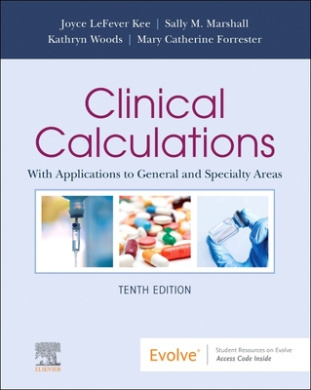 Joyce LeFever Kee | Sally M. Marshall
Kathryn Woods | Mary Catherine Forrester
Clinical
Calculations
With Applications to General and Specialty Areas
TENTH EDITION
ELSEVIER
Evolve®
Student Resources on Evolve
Access Code Inside